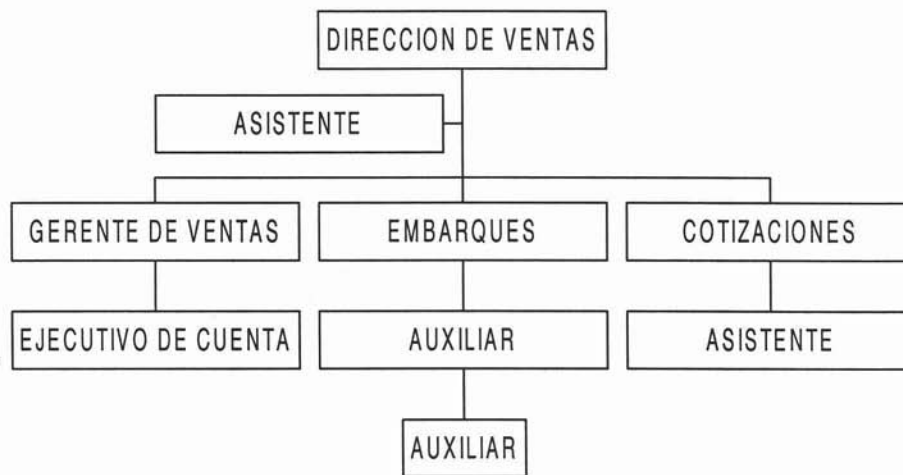 DIRECCION DE VENTAS
ASISTENTE
GERENTE DE VENTAS
EMBARQUES
COTIZACIONES
EJECUTIVO DE CUENTA
AUXILIAR
ASISTENTE
AUXILIAR